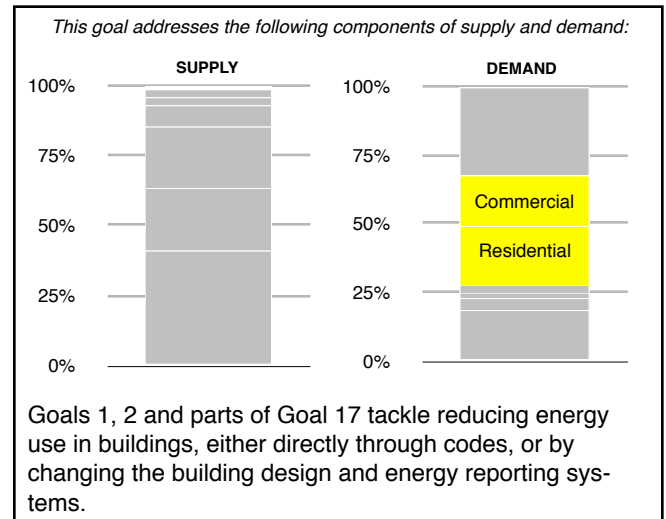 This goal addresses the following components of supply and demand:
SUPPLY
100%
75%
50%
25%
0%
DEMAND
100%
75%
50%
25%
0%
Commercial
Residential
Goals 1, 2 and parts of Goal 17 tackle reducing energy
use in buildings, either directly through codes, or by
changing the building design and energy reporting sys-
tems.